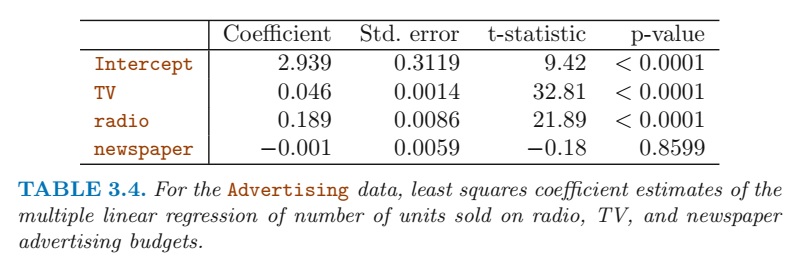 Coefficient Std. error t-statistic p-value
Intercept 2.939 0.3119 9.42 < 0.0001
TV 0.046 0.0014 32.81 < 0.0001
radio 0.189 0.0086 21.89 < 0.0001
newspaper −0.001 0.0059 −0.18 0.8599
TABLE 3.4. For the Advertising data, least squares coefficient estimates of the
multiple linear regression of number of units sold on radio, TV, and newspaper
advertising budgets.